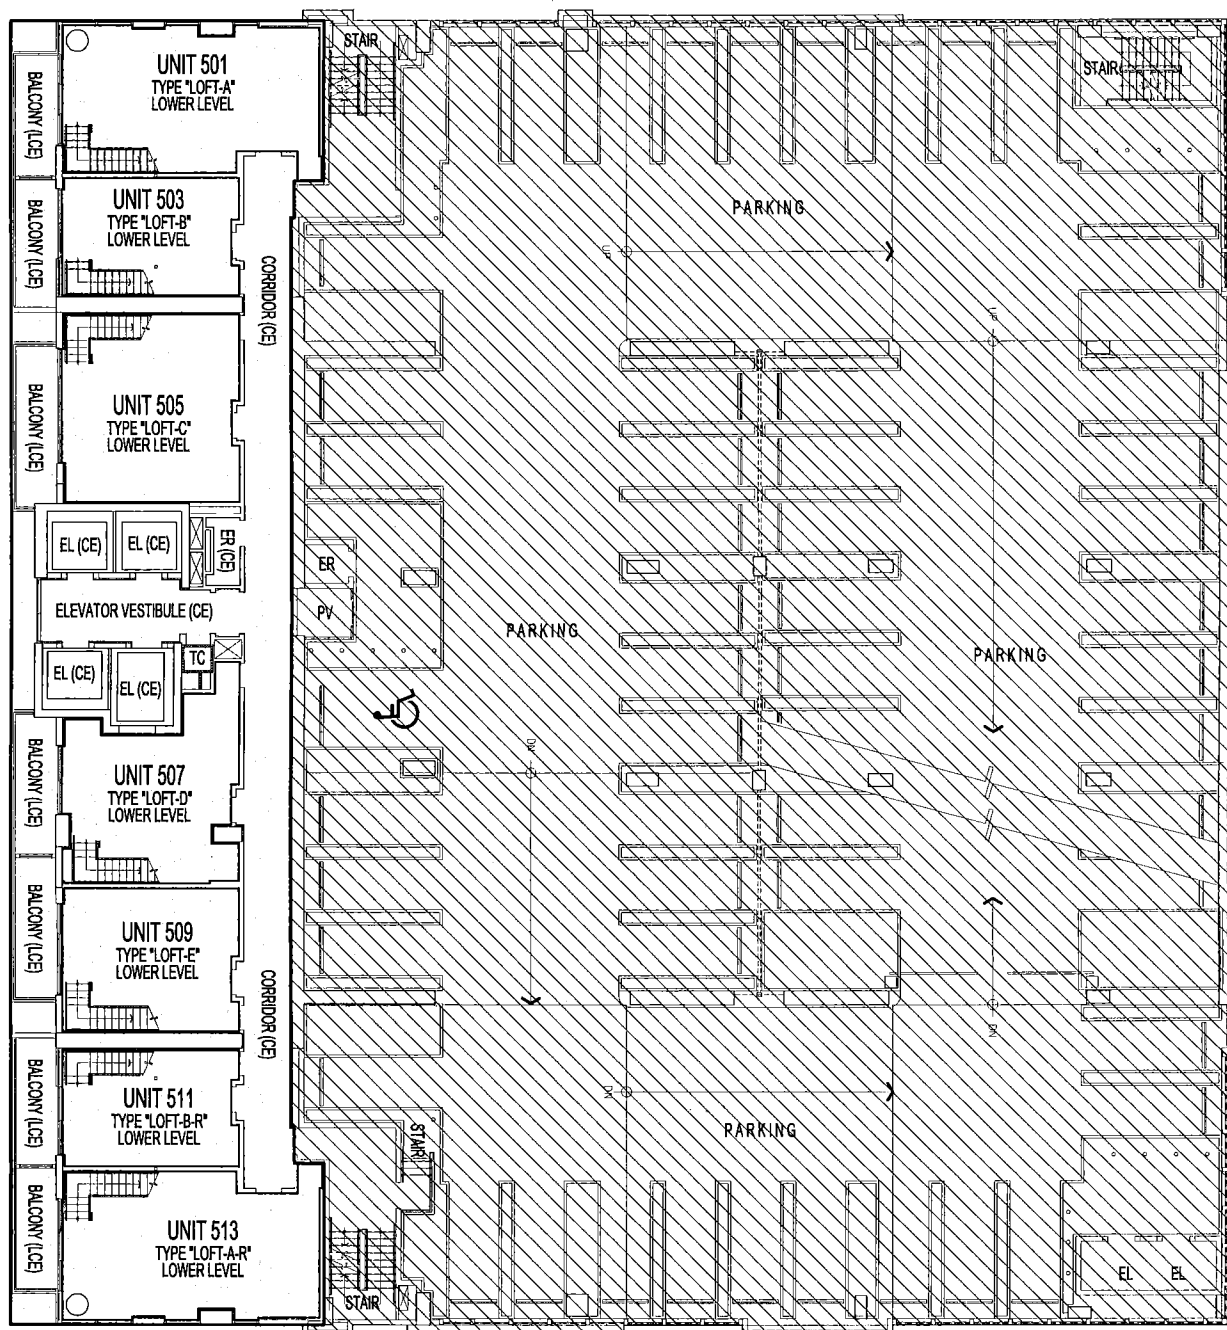 STAIR
UNIT 501
TYPE "LOFT-A"
LOWER LEVEL
STAIR
BALCONY (LCE)
UNIT 503
TYPE "LOFT-B"
LOWER LEVEL
BALCONY (LCE)
PARKING
UP
CORRIDOR (CE)
UP
UNIT 505
TYPE "LOFT-C"
LOWER LEVEL
BALCONY (LCE)
EL (CE)
EL (CE)
ER (CE)
ER
ELEVATOR VESTIBULE (CE)
PV
PARKING
PARKING
TC
EL (CE)
EL (CE)
DN
UNIT 507
TYPE "LOFT-D"
LOWER LEVEL
BALCONY (LCE)
UNIT 509
TYPE "LOFT-E"
LOWER LEVEL
BALCONY (LCE)
CORRIDOR (CE)
DN
UNIT 511
TYPE "LOFT-B-R"
LOWER LEVEL
BALCONY (LCE)
DN
STAIR
PARKING
UNIT 513
TYPE "LOFT-A-R"
LOWER LEVEL
BALCONY (LCE)
EL
EL
STAIR